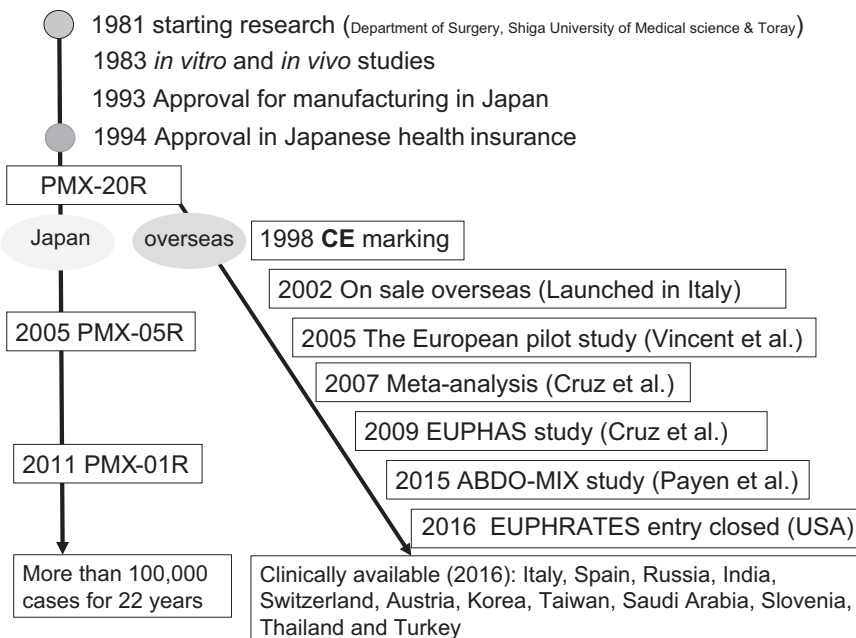 1981 starting research (Department of Surgery, Shiga University of Medical science & Toray)
1983 in vitro and in vivo studies
1993 Approval for manufacturing in Japan
1994 Approval in Japanese health insurance
PMX-20R
Japan
overseas
1998 CE marking
2002 On sale overseas (Launched in Italy)
2005 PMX-05R
2005 The European pilot study (Vincent et al.)
2007 Meta-analysis (Cruz et al.)
2009 EUPHAS study (Cruz et al.)
2011 PMX-01R
2015 ABDO-MIX study (Payen et al.)
2016 EUPHRATES entry closed (USA)
More than 100,000
cases for 22 years
Clinically available (2016): Italy, Spain, Russia, India,
Switzerland, Austria, Korea, Taiwan, Saudi Arabia, Slovenia,
Thailand and Turkey